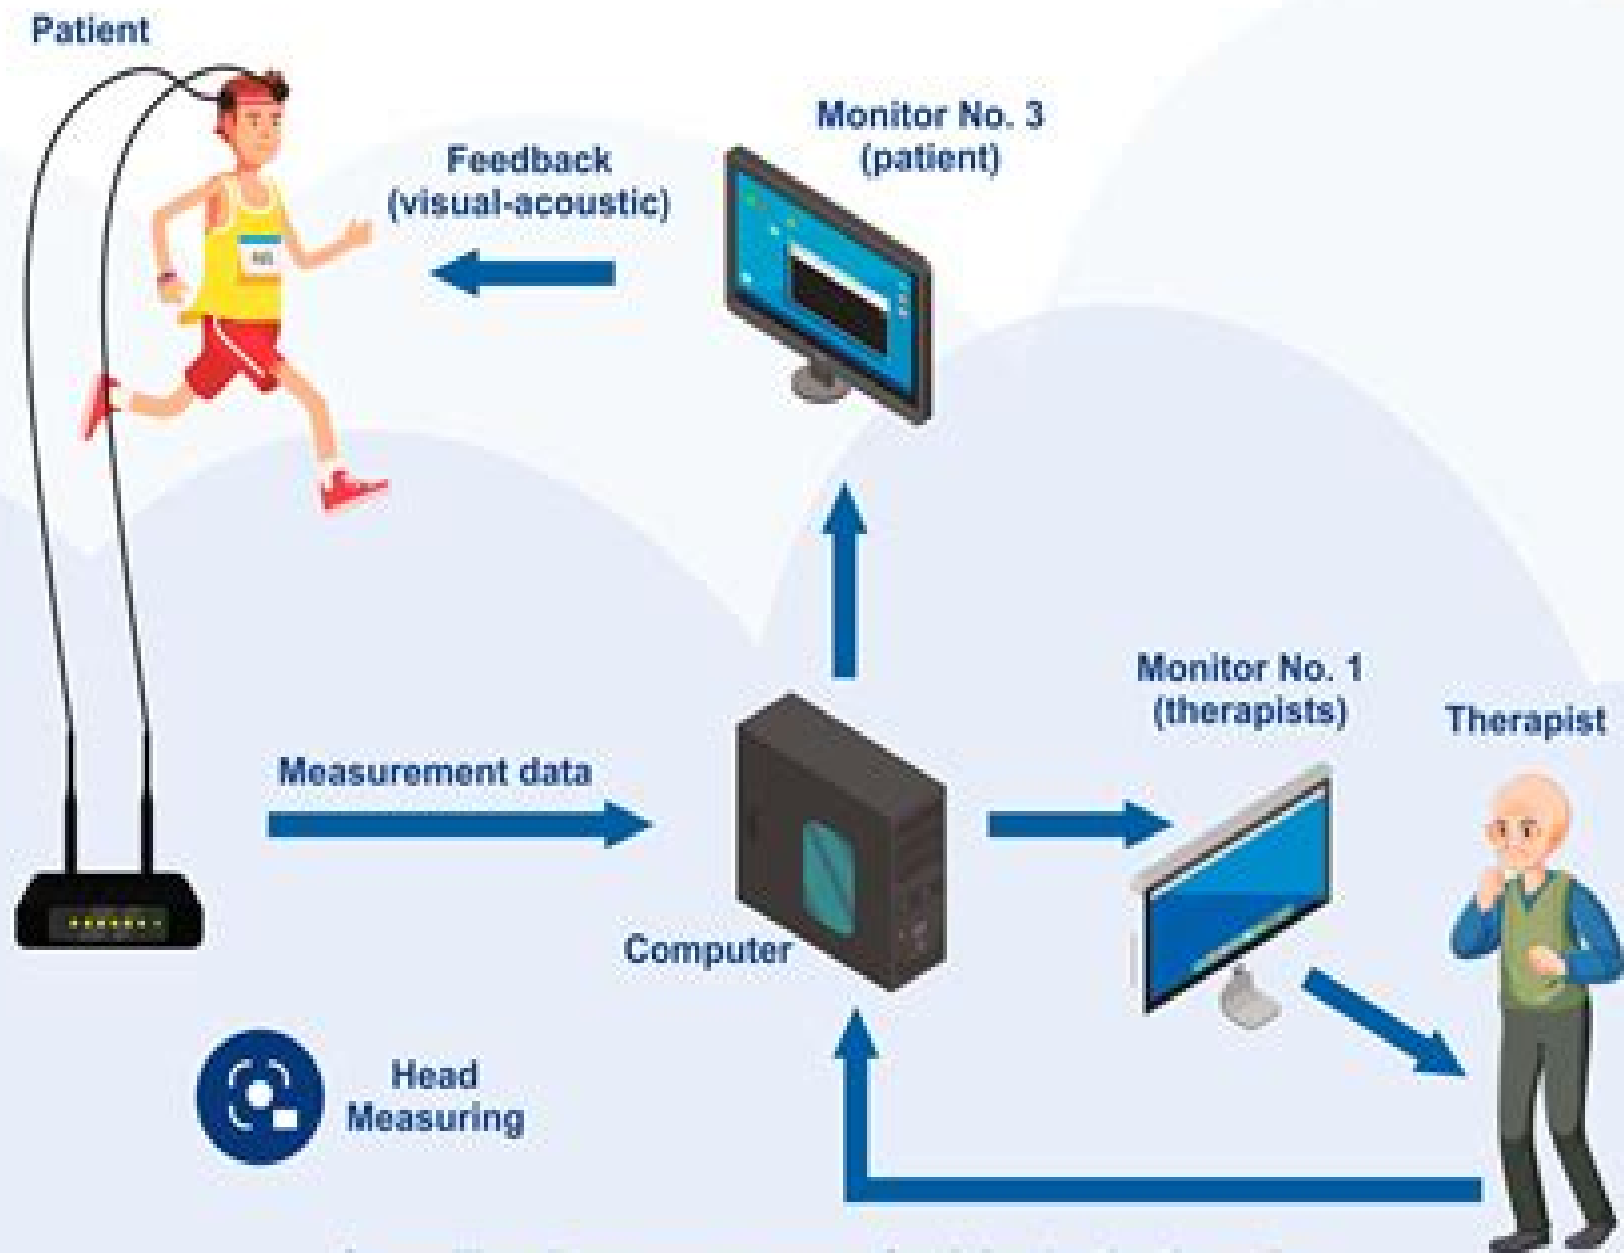 Patient
Monitor No. 3
(patient)
Feedback
(visual-acoustic)
Monitor No. 1
(therapists)
Therapist
Measurement data
Computer
Head
Measuring